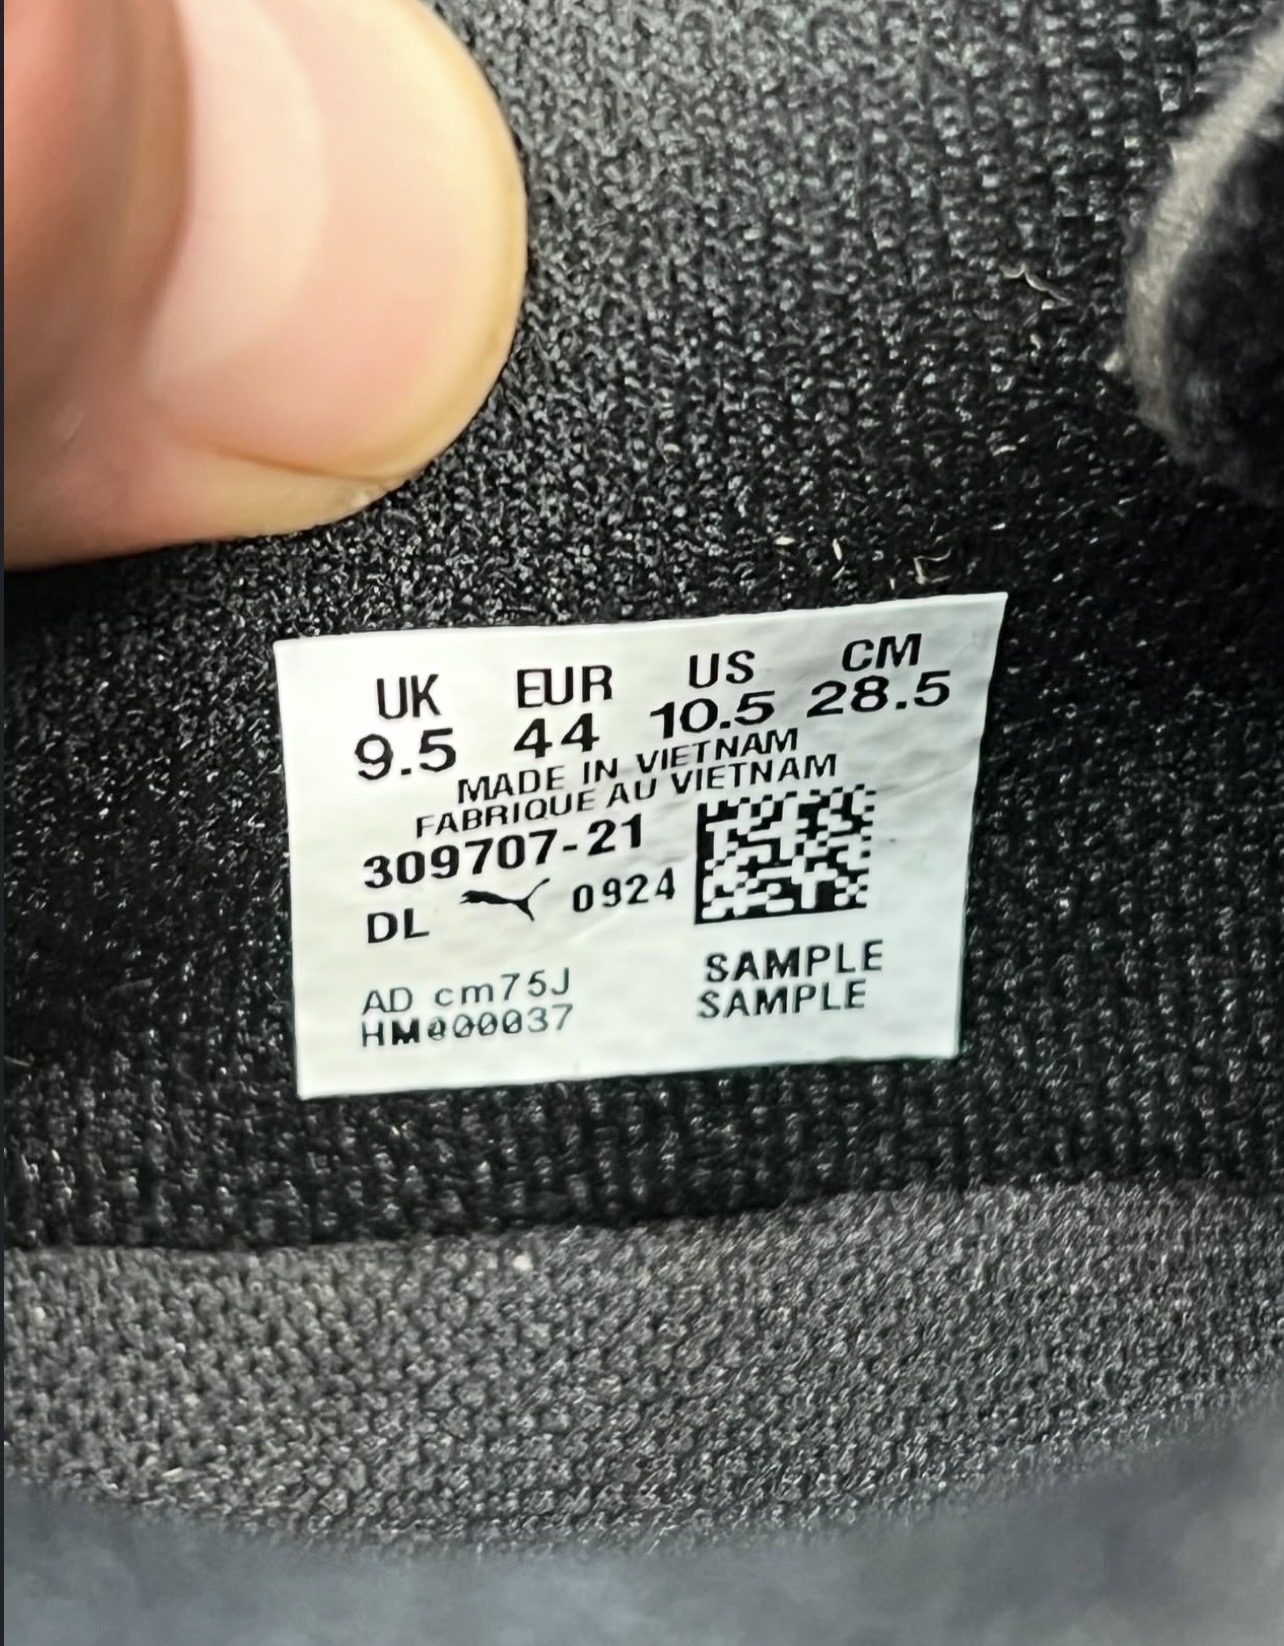 UK EUR US CM
9.5 44 10.5 28.5
MADE IN VIETNAM
FABRIQUE AU VIETNAM
309707-21
DL 0924
AD cm75J
HM000037
SAMPLE
SAMPLE